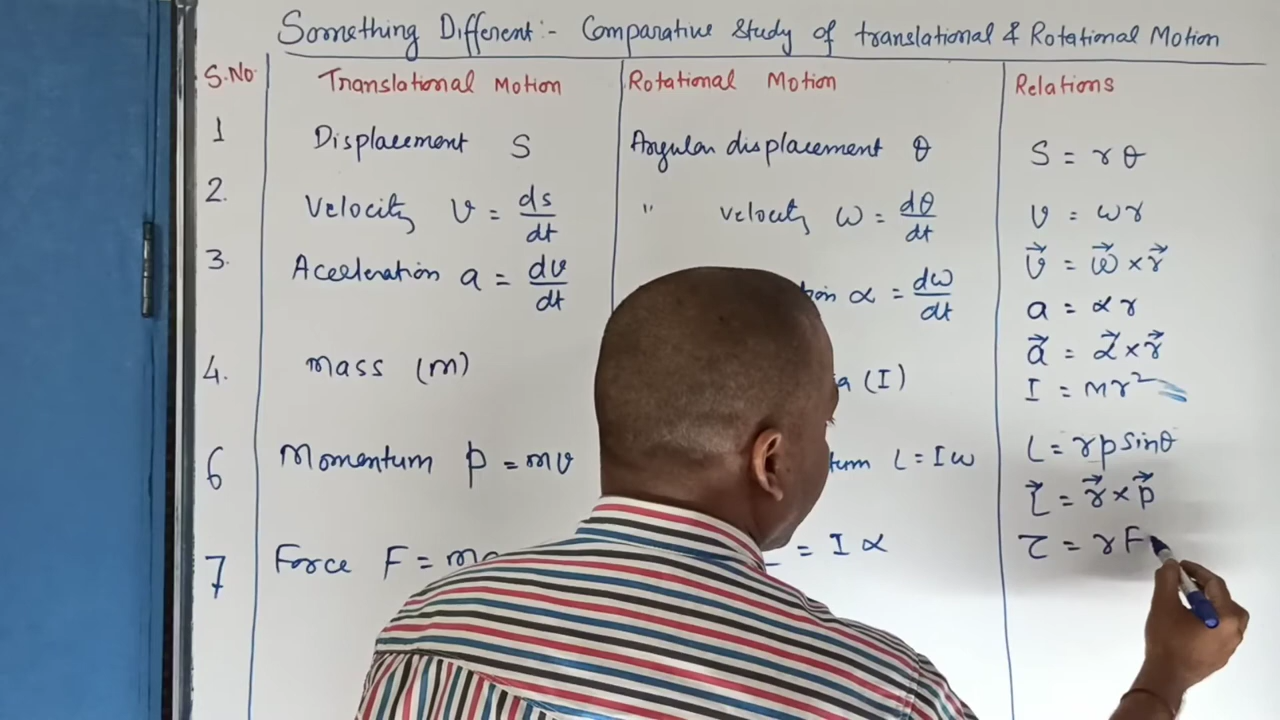 Something Different:- Comparative Study of translational & Rotational Motion
S.No. Translational Motion Rotational Motion Relations
1 Displacement S Angular displacement θ S = rθ
2. Velocity v = ds/dt " velocity ω = dθ/dt v = ωr
v⃗ = ω⃗ × r⃗
3. Acceleration a = dv/dt α = dω/dt a = αr
a⃗ = α⃗ × r⃗
4. Mass (m) (I) I = mr²
6 Momentum p = mv L = Iω L = rp sinθ
L⃗ = r⃗ × p⃗
7 Force F = ma = Iα τ = rF